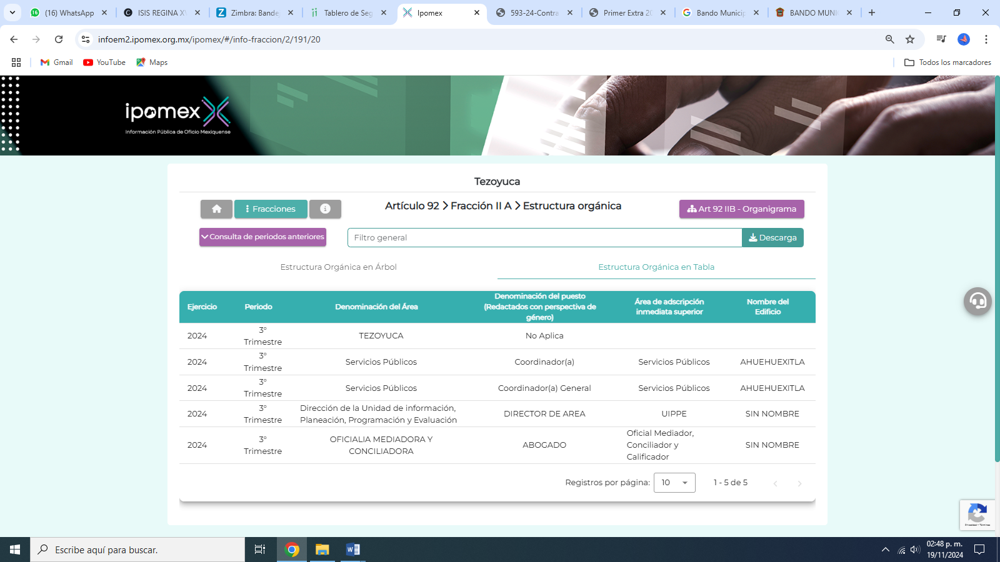 (16) WhatsApp
ISIS REGINA XV
Zimbra: Bande
Tablero de Seg
Ipomex
593-24-Contra
Primer Extra 20
Bando Municip
BANDO MUNI
infoem2.ipomex.org.mx/ipomex/#/info-fraccion/2/191/20
Gmail
YouTube
Maps
Todos los marcadores
ipomex
Información Pública de Oficio Mexiquense
Tezoyuca
Fracciones
Artículo 92 > Fracción II A > Estructura orgánica
Art 92 IIB - Organigrama
Consulta de periodos anteriores
Filtro general
Descarga
Estructura Orgánica en Árbol
Estructura Orgánica en Tabla
Ejercicio
Periodo
Denominación del Área
Denominación del puesto
(Redactados con perspectiva de
género)
Área de adscripción
inmediata superior
Nombre del
Edificio
2024
3°
Trimestre
TEZOYUCA
No Aplica
2024
3°
Trimestre
Servicios Públicos
Coordinador(a)
Servicios Públicos
AHUEHUEXITLA
2024
3°
Trimestre
Servicios Públicos
Coordinador(a) General
Servicios Públicos
AHUEHUEXITLA
2024
3°
Trimestre
Dirección de la Unidad de información,
Planeación, Programación y Evaluación
DIRECTOR DE AREA
UIPPE
SIN NOMBRE
2024
3°
Trimestre
OFICIALIA MEDIADORA Y
CONCILIADORA
ABOGADO
Oficial Mediador,
Conciliador y
Calificador
SIN NOMBRE
Registros por página:
10
1 - 5 de 5
Privacidad - Términos
Escribe aquí para buscar.
02:48 p. m.
19/11/2024